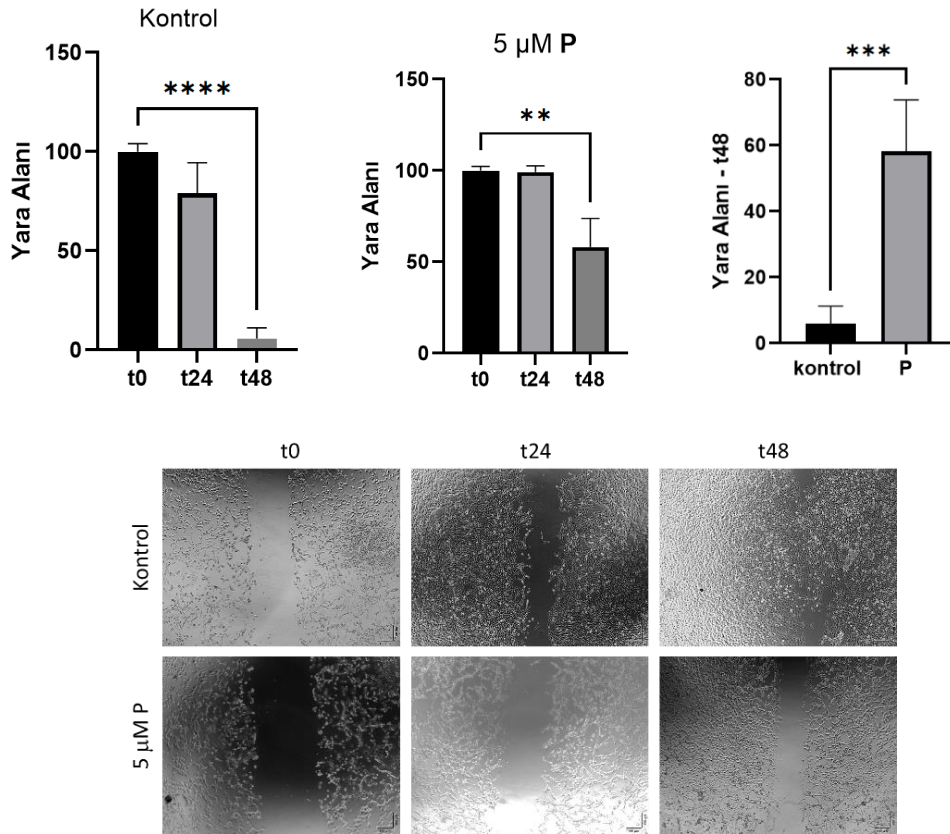 Kontrol
150
100
50
0
Yara Alanı
****
t0 t24 t48
5 µM P
150
100
50
0
Yara Alanı
**
t0 t24 t48
80
60
40
20
0
Yara Alanı - t48
***
kontrol P
t0 t24 t48
Kontrol
5 µM P